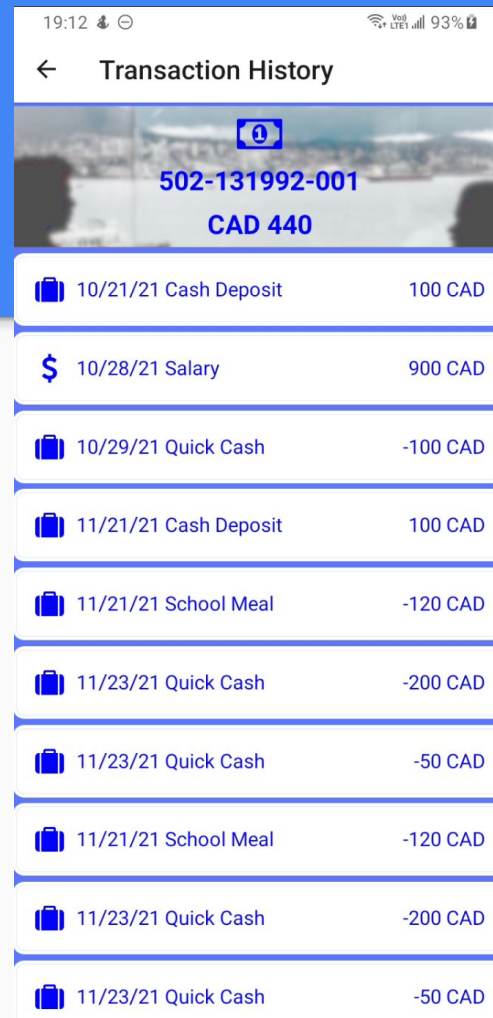 19:12 93%
Transaction History
1
502-131992-001
CAD 440
10/21/21 Cash Deposit 100 CAD
$ 10/28/21 Salary 900 CAD
10/29/21 Quick Cash -100 CAD
11/21/21 Cash Deposit 100 CAD
11/21/21 School Meal -120 CAD
11/23/21 Quick Cash -200 CAD
11/23/21 Quick Cash -50 CAD
11/21/21 School Meal -120 CAD
11/23/21 Quick Cash -200 CAD
11/23/21 Quick Cash -50 CAD